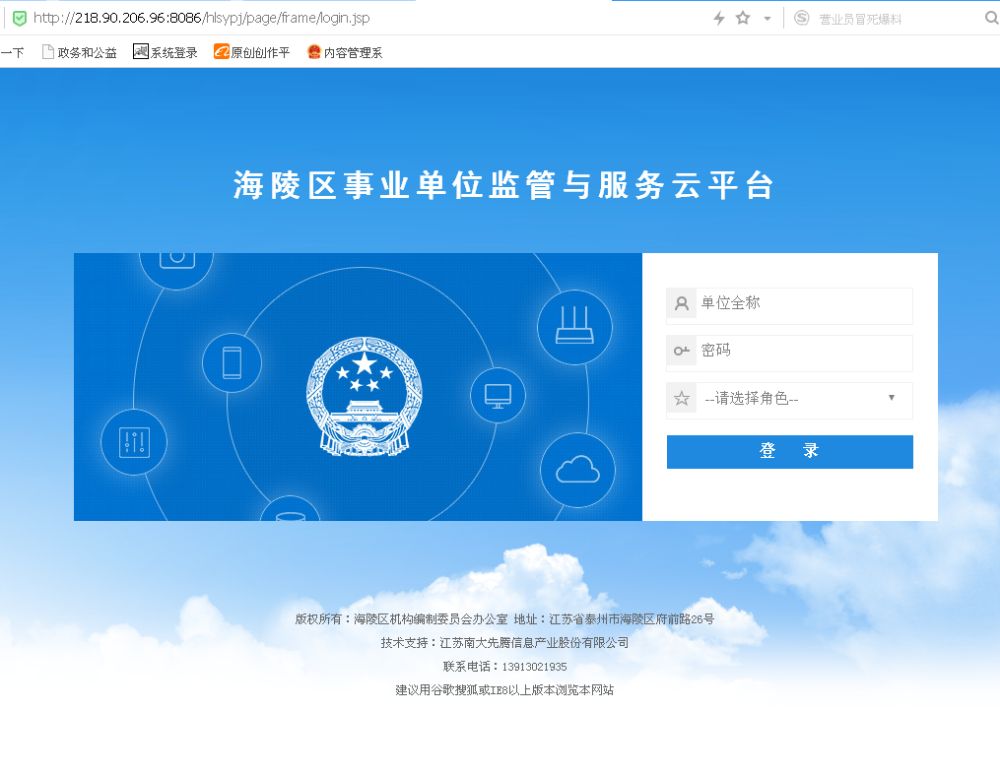 http://218.90.206.96:8086/hlsypj/page/frame/login.jsp
营业员冒死爆料
一下 政务和公益 系统登录 原创创作平 内容管理系
海陵区事业单位监管与服务云平台
单位全称
密码
--请选择角色--
登 录
版权所有：海陵区机构编制委员会办公室 地址：江苏省泰州市海陵区府前路26号
技术支持：江苏南大先腾信息产业股份有限公司
联系电话：13913021935
建议用谷歌搜狐或IE8以上版本浏览本网站